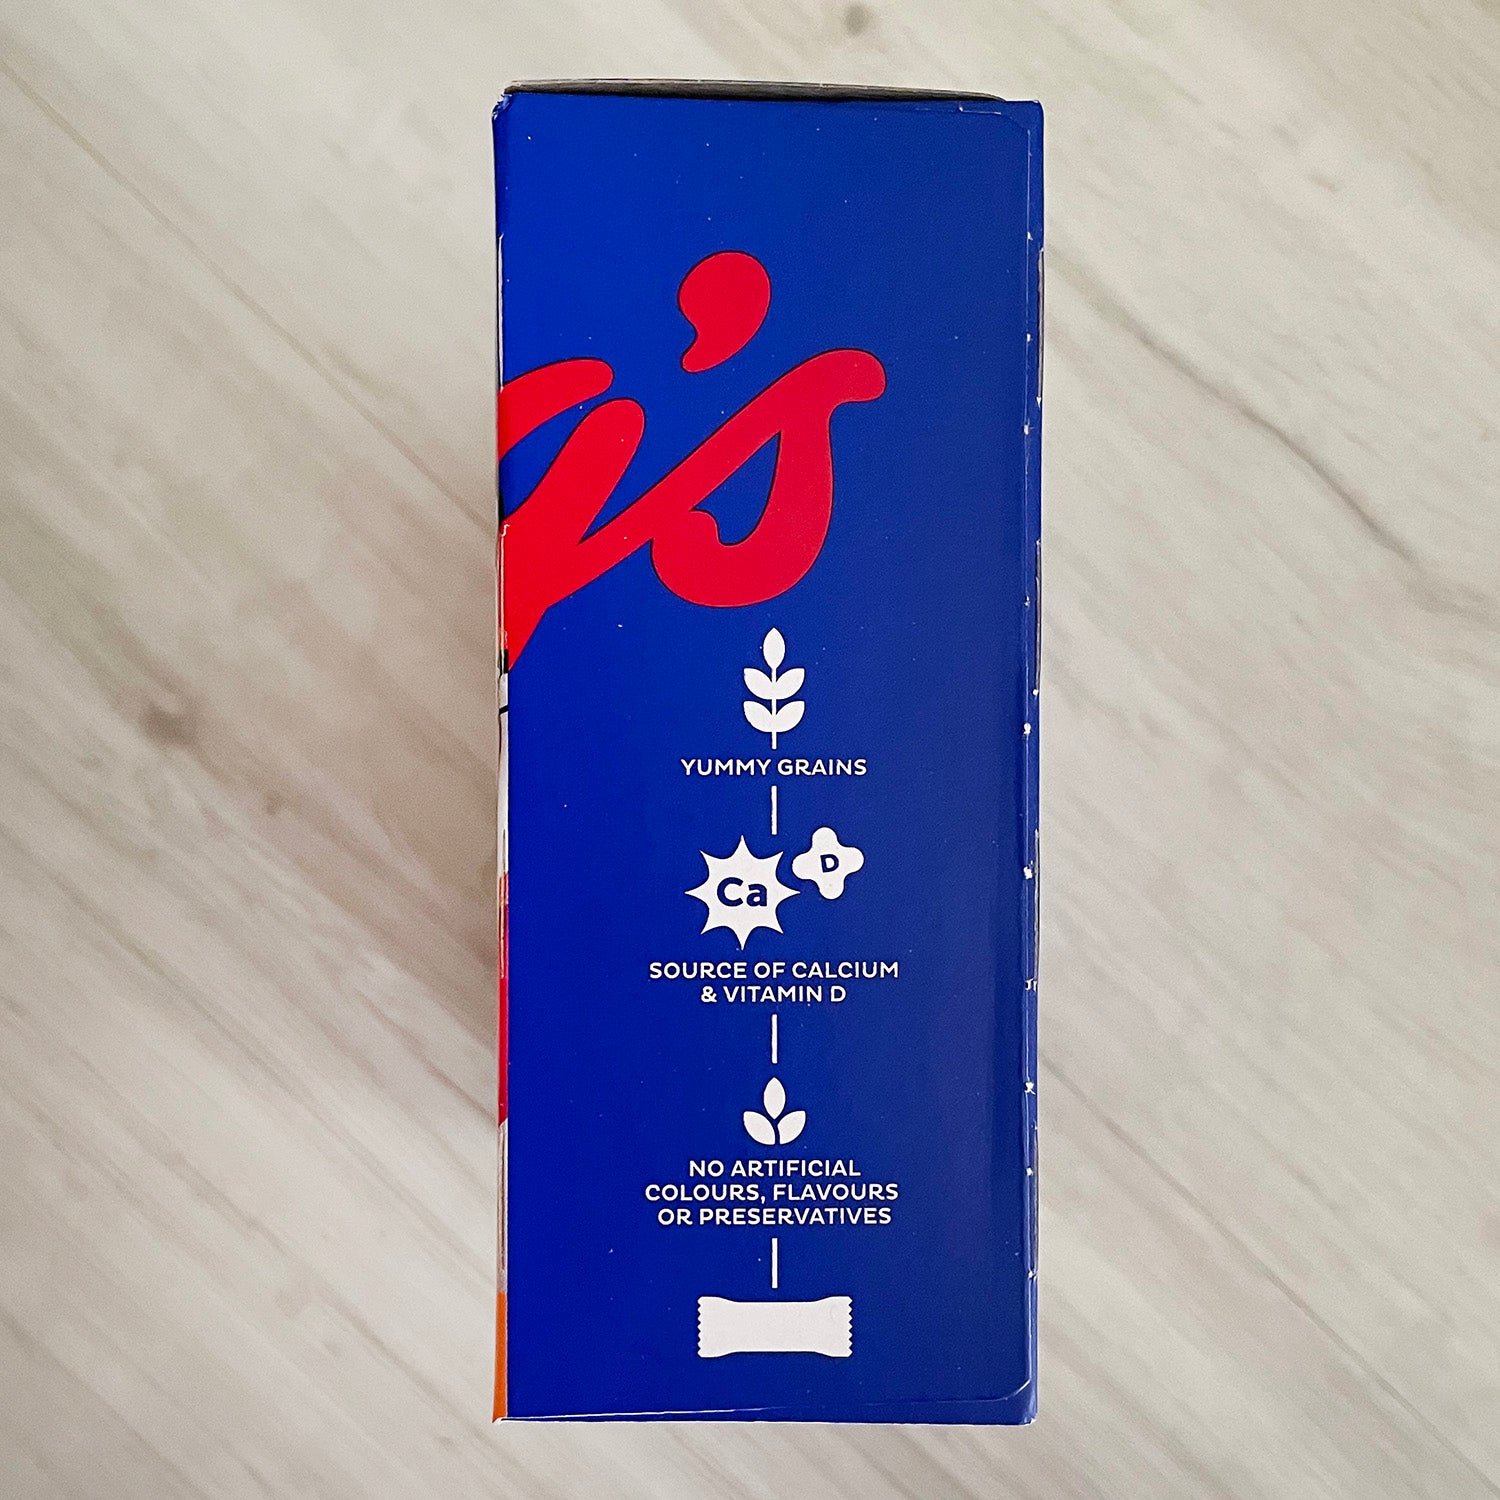 's
YUMMY GRAINS
Ca D
SOURCE OF CALCIUM
& VITAMIN D
NO ARTIFICIAL
COLOURS, FLAVOURS
OR PRESERVATIVES